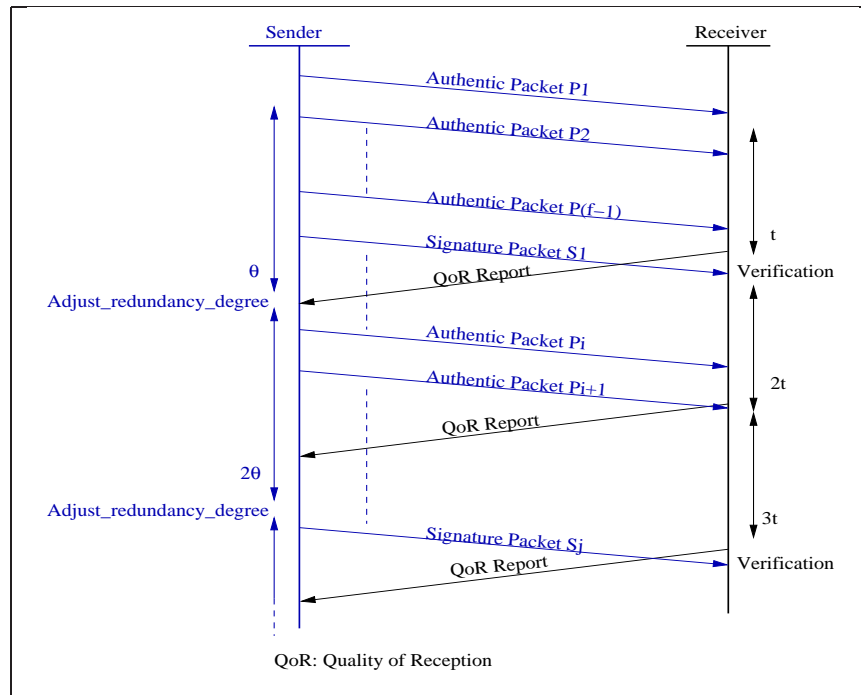 Sender
Receiver
Authentic Packet P1
Authentic Packet P2
Authentic Packet P(f−1)
t
Signature Packet S1
θ
QoR Report
Verification
Adjust_redundancy_degree
Authentic Packet Pi
2t
Authentic Packet Pi+1
QoR Report
2θ
Adjust_redundancy_degree
3t
Signature Packet Sj
QoR Report
Verification
QoR: Quality of Reception